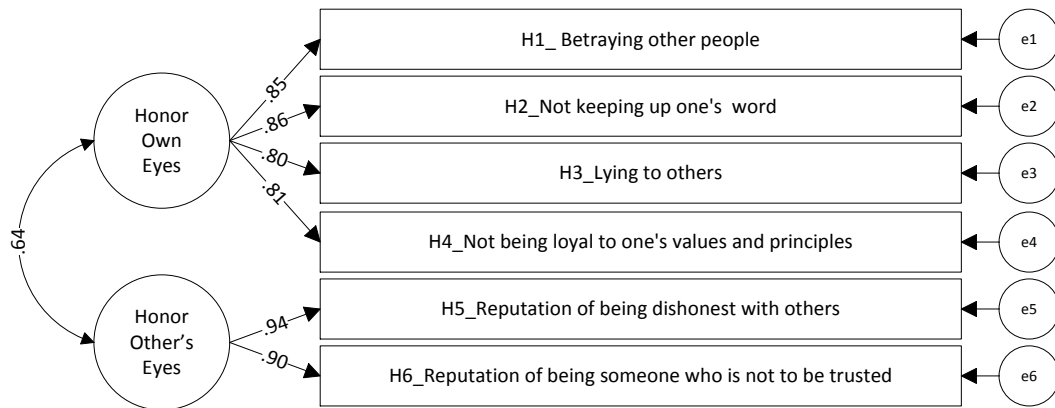 H1_ Betraying other people
e1
.85
H2_Not keeping up one's word
e2
.86
Honor
Own
Eyes
H3_Lying to others
e3
.80
H4_Not being loyal to one's values and principles
e4
.81
.64
H5_Reputation of being dishonest with others
e5
.94
Honor
Other’s
Eyes
H6_Reputation of being someone who is not to be trusted
e6
.90